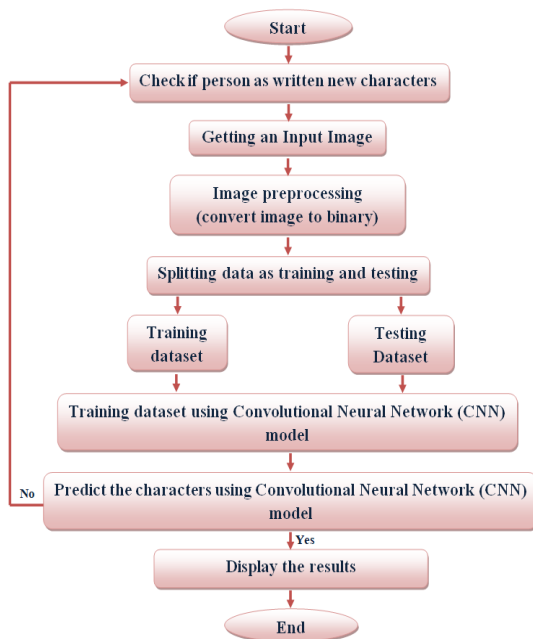 Start
Check if person as written new characters
Getting an Input Image
Image preprocessing
(convert image to binary)
Splitting data as training and testing
Training
dataset
Testing
Dataset
Training dataset using Convolutional Neural Network (CNN)
model
No
Predict the characters using Convolutional Neural Network (CNN)
model
Yes
Display the results
End